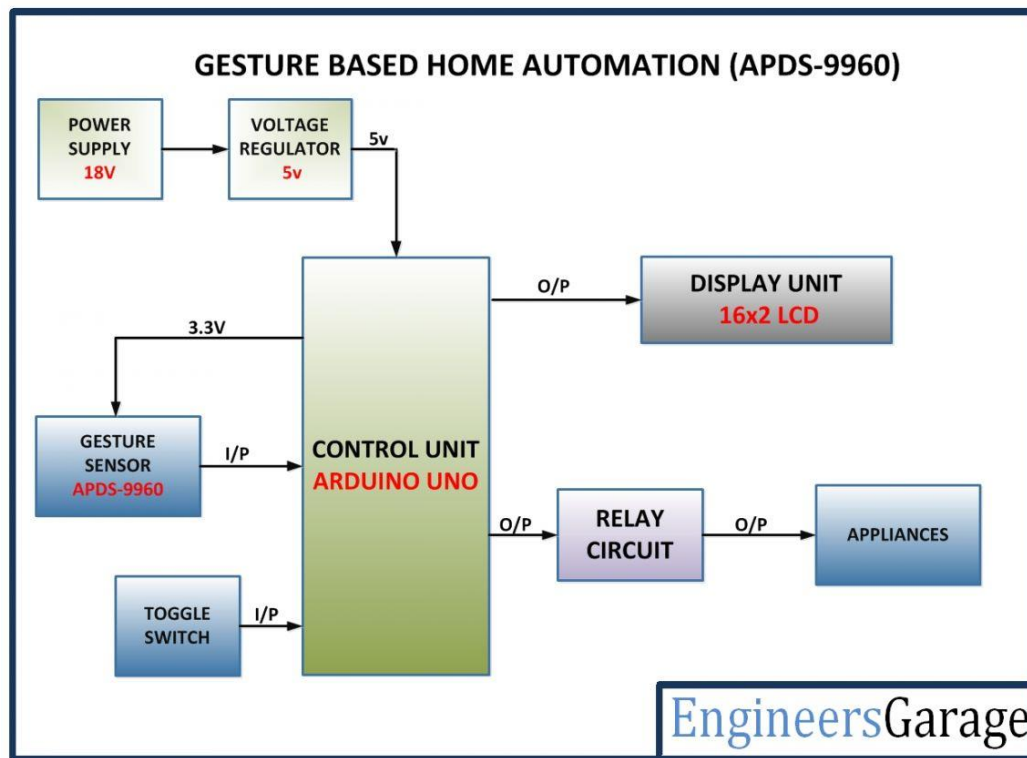 GESTURE BASED HOME AUTOMATION (APDS-9960)
POWER
SUPPLY
18V
VOLTAGE
REGULATOR
5v
5v
DISPLAY UNIT
16x2 LCD
O/P
3.3V
GESTURE
SENSOR
APDS-9960
I/P
CONTROL UNIT
ARDUINO UNO
O/P
RELAY
CIRCUIT
O/P
APPLIANCES
TOGGLE
SWITCH
I/P
EngineersGarage